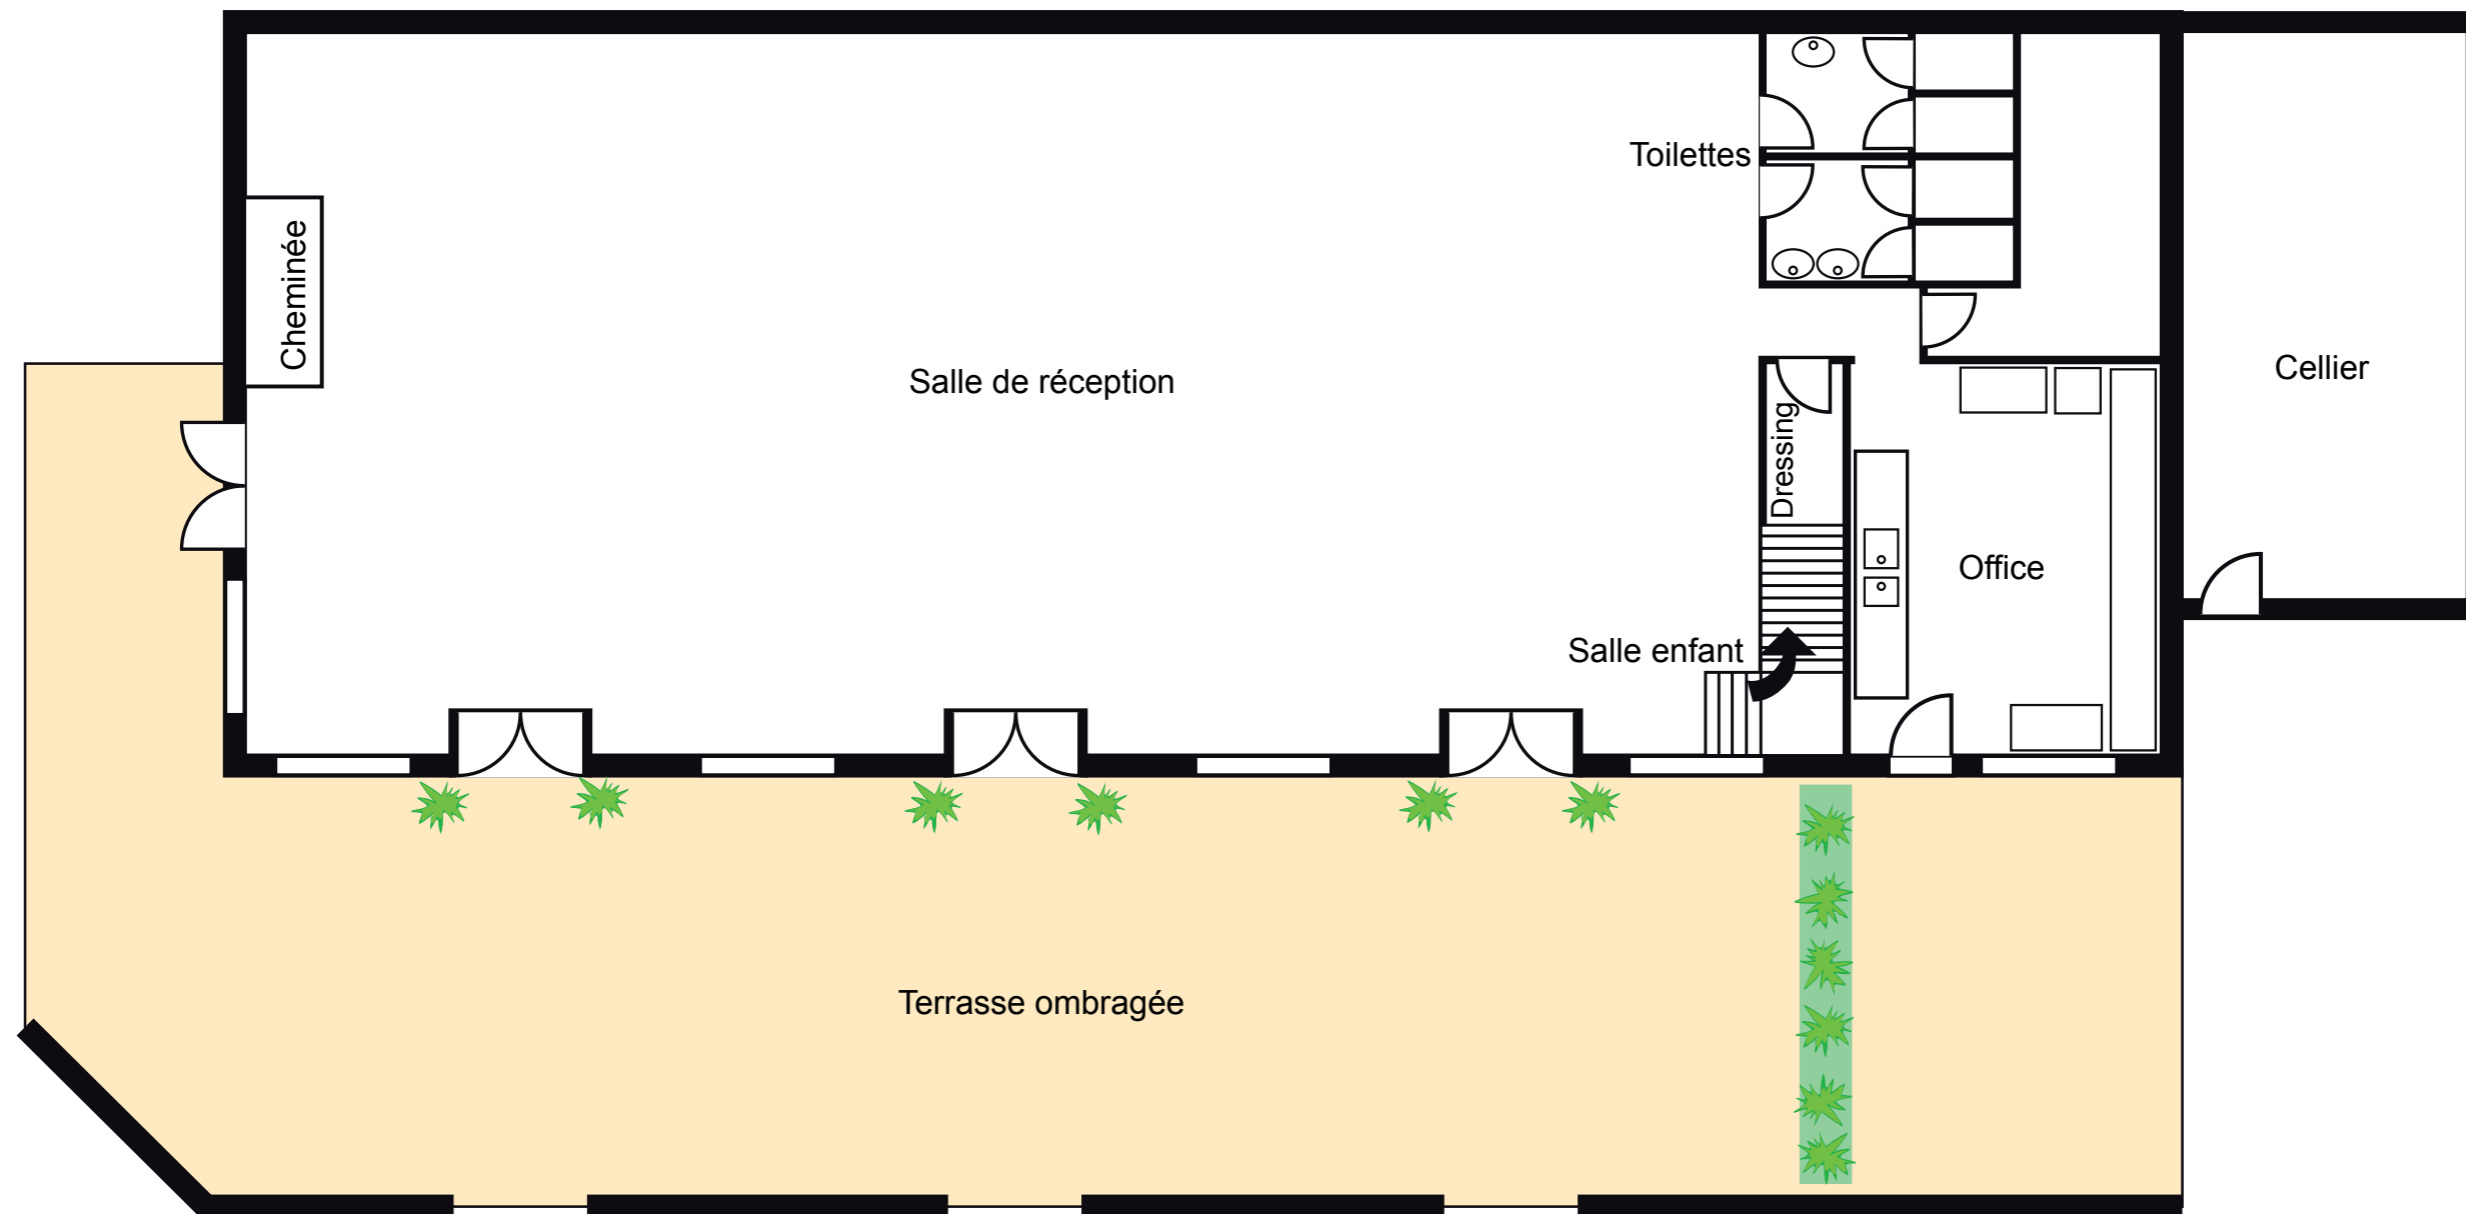 Toilettes
Cheminée
Salle de réception
Cellier
Dressing
Office
Salle enfant
Terrasse ombragée